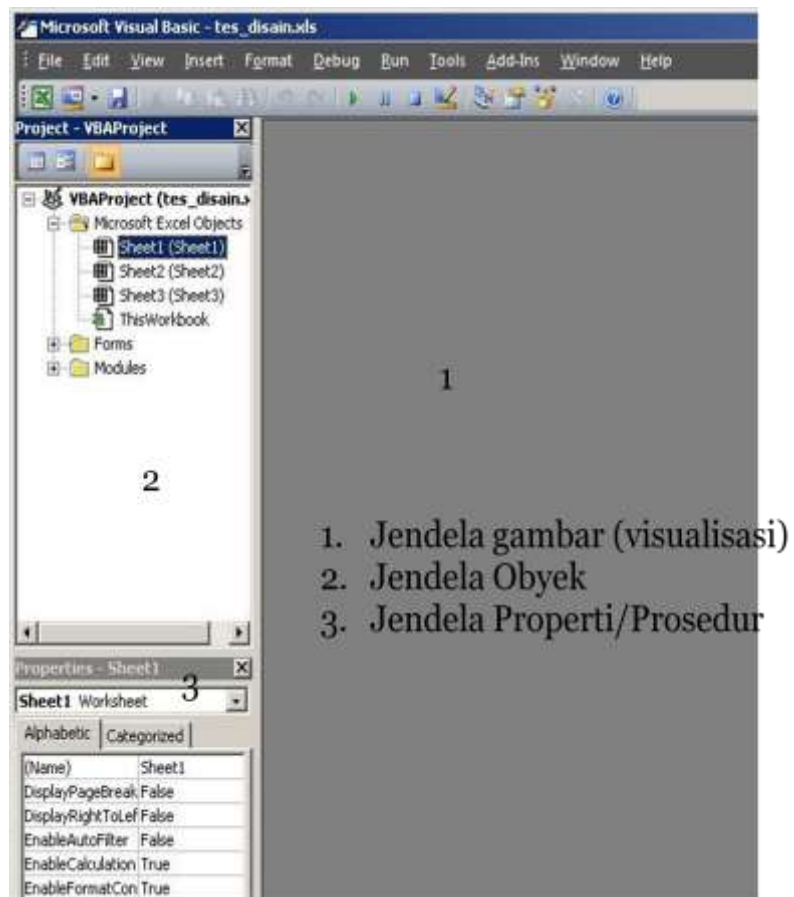 Microsoft Visual Basic - tes_disain.xls
File Edit View Insert Format Debug Run Tools Add-Ins Window Help
Project - VBAProject
VBAProject (tes_disain.x
Microsoft Excel Objects
Sheet1 (Sheet1)
Sheet2 (Sheet2)
Sheet3 (Sheet3)
ThisWorkbook
Forms
Modules
1
2
1. Jendela gambar (visualisasi)
2. Jendela Obyek
3. Jendela Properti/Prosedur
Properties - Sheet1
3
Sheet1 Worksheet
Alphabetic Categorized
(Name) Sheet1
DisplayPageBreak False
DisplayRightToLef False
EnableAutoFilter False
EnableCalculation True
EnableFormatCon True